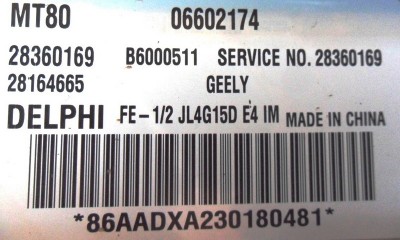 MT80 06602174
28360169 B6000511 SERVICE NO. 28360169
28164665 GEELY
DELPHI FE-1/2 JL4G15D E4 IM MADE IN CHINA
*86AADXA230180481*